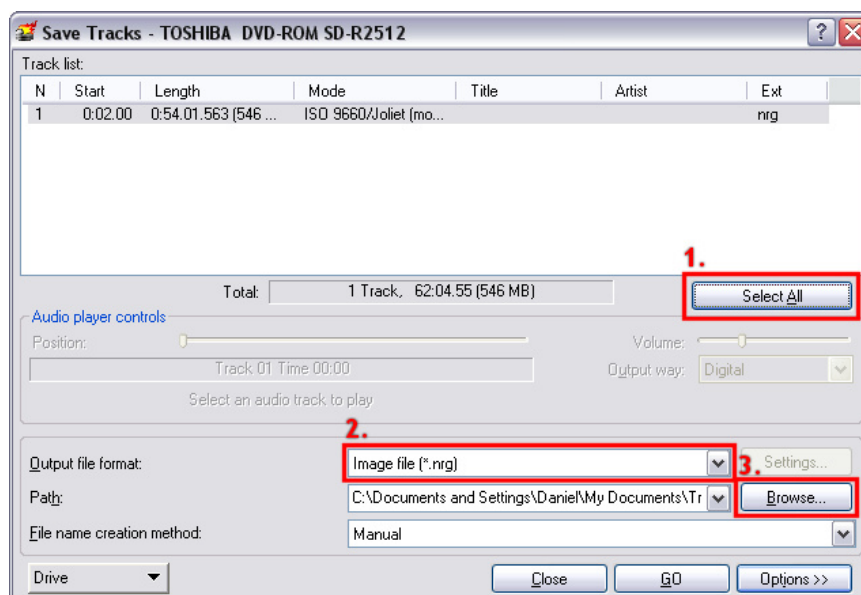 Save Tracks - TOSHIBA DVD-ROM SD-R2512
Track list:
N Start Length Mode Title Artist Ext
1 0:02.00 0:54.01.563 (546 ... ISO 9660/Joliet (mo... nrg
1.
Total: 1 Track, 62:04.55 (546 MB) Select All
Audio player controls
Position: Volume:
Track 01 Time 00:00 Output way: Digital
Select an audio track to play
2.
Output file format: Image file (*.nrg) 3. Settings...
Path: C:\Documents and Settings\Daniel\My Documents\Tr Browse...
File name creation method: Manual
Drive Close GO Options >>